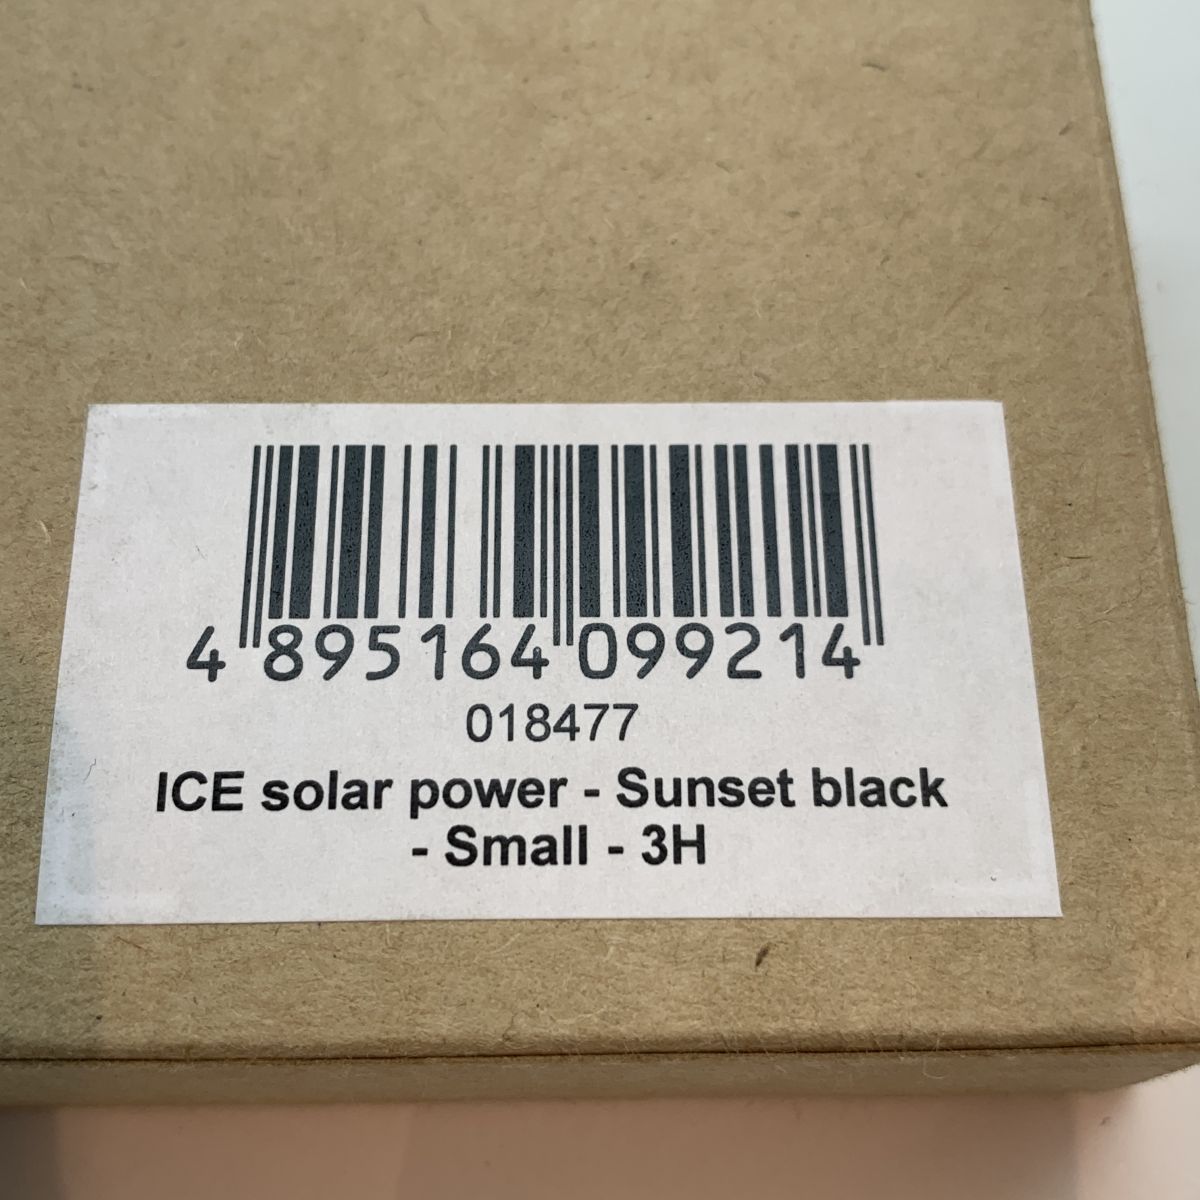 4 895164 099214
018477
ICE solar power - Sunset black
- Small - 3H